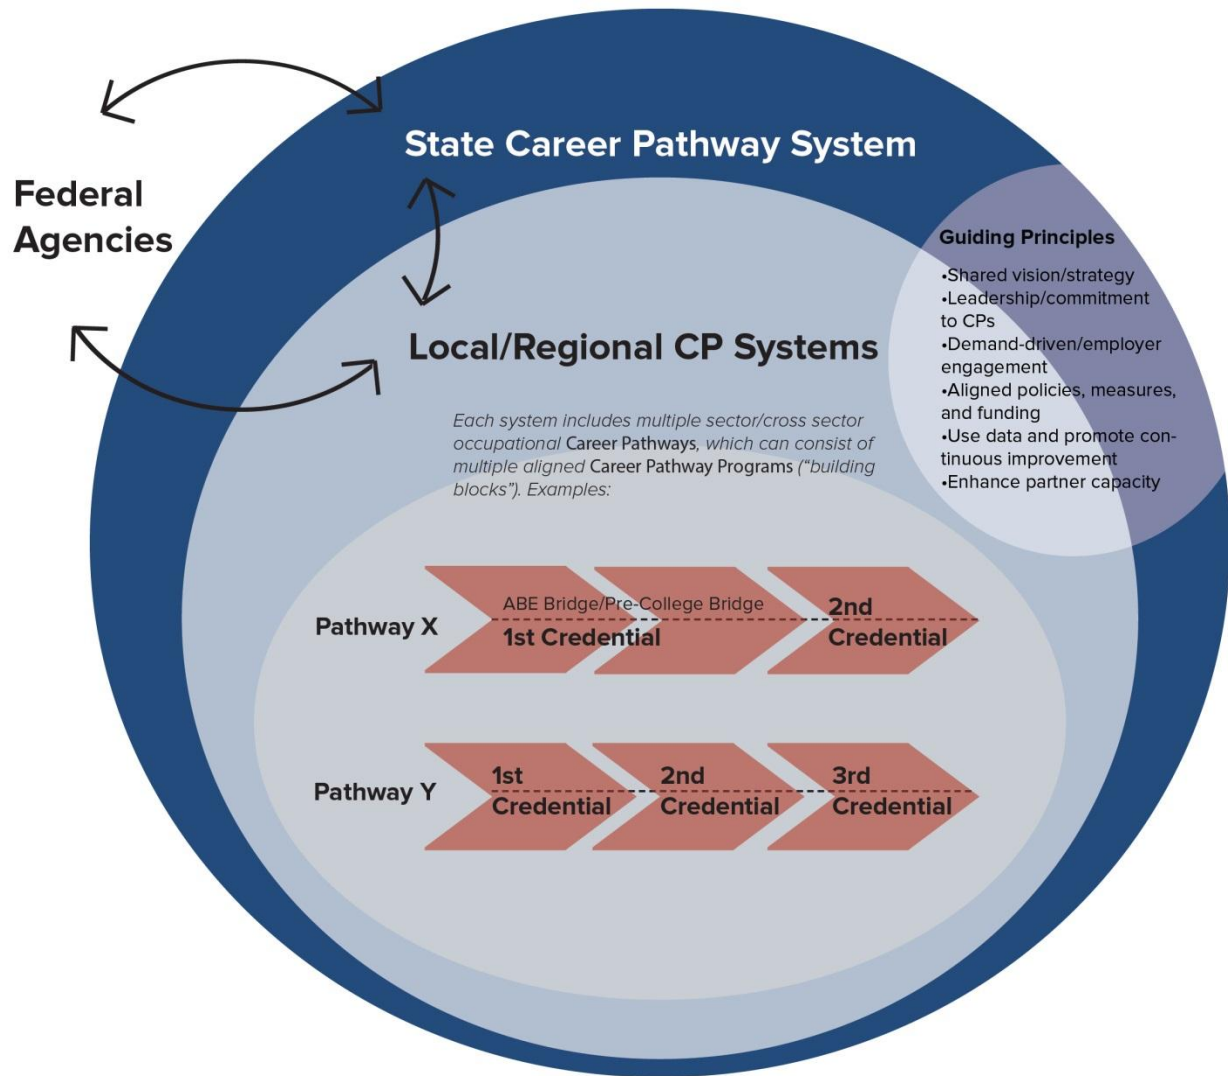 State Career Pathway System
Federal
Agencies
Guiding Principles
•Shared vision/strategy
•Leadership/commitment
to CPs
•Demand-driven/employer
engagement
•Aligned policies, measures,
and funding
•Use data and promote con-
tinuous improvement
•Enhance partner capacity
Local/Regional CP Systems
Each system includes multiple sector/cross sector
occupational Career Pathways, which can consist of
multiple aligned Career Pathway Programs (“building
blocks”). Examples:
Pathway X
ABE Bridge/Pre-College Bridge
1st Credential
2nd
Credential
Pathway Y
1st
Credential
2nd
Credential
3rd
Credential